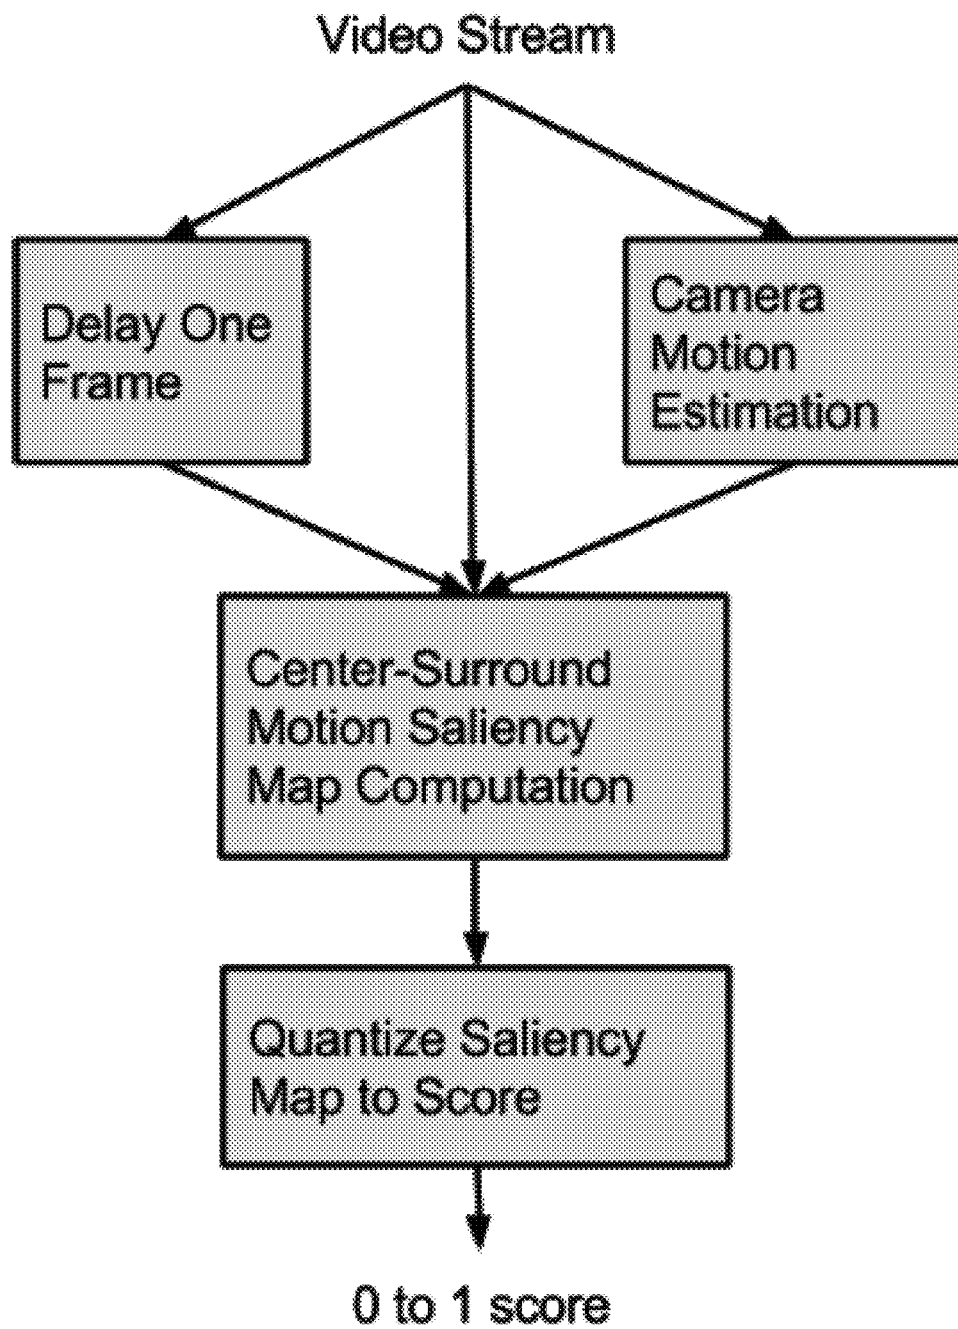 Video Stream
Delay One
Frame
Camera
Motion
Estimation
Center-Surround
Motion Saliency
Map Computation
Quantize Saliency
Map to Score
0 to 1 score